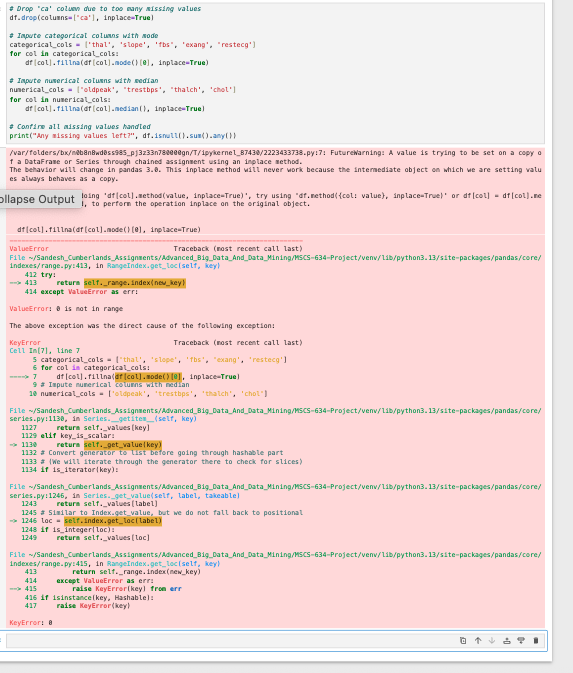 # Drop 'ca' column due to too many missing values
df.drop(columns=['ca'], inplace=True)
# Impute categorical columns with mode
categorical_cols = ['thal', 'slope', 'fbs', 'exang', 'restecg']
for col in categorical_cols:
df[col].fillna(df[col].mode()[0], inplace=True)
# Impute numerical columns with median
numerical_cols = ['oldpeak', 'trestbps', 'thalch', 'chol']
for col in numerical_cols:
df[col].fillna(df[col].median(), inplace=True)
# Confirm all missing values handled
print("Any missing values left?", df.isnull().sum().any())
/var/folders/bx/n0b8n8wd0ss985_pj3z33n780000gn/T/ipykernel_87430/2223433738.py:7: FutureWarning: A value is trying to be set on a copy o
f a DataFrame or Series through chained assignment using an inplace method.
The behavior will change in pandas 3.0. This inplace method will never work because the intermediate object on which we are setting valu
es always behaves as a copy.
doing 'df[col].method(value, inplace=True)', try using 'df.method({col: value}, inplace=True)' or df[col] = df[col].me
ollapse Output
, to perform the operation inplace on the original object.
df[col].fillna(df[col].mode()[0], inplace=True)
ValueError Traceback (most recent call last)
File ~/Sandesh_Cumberlands_Assignments/Advanced_Big_Data_And_Data_Mining/MSCS-634-Project/venv/lib/python3.13/site-packages/pandas/core/
indexes/range.py:413, in RangeIndex.get_loc(self, key)
412 try:
--> 413 return self._range.index(new_key)
414 except ValueError as err:
ValueError: 0 is not in range
The above exception was the direct cause of the following exception:
KeyError Traceback (most recent call last)
Cell In[7], line 7
5 categorical_cols = ['thal', 'slope', 'fbs', 'exang', 'restecg']
6 for col in categorical_cols:
----> 7 df[col].fillna(df[col].mode()[0], inplace=True)
9 # Impute numerical columns with median
10 numerical_cols = ['oldpeak', 'trestbps', 'thalch', 'chol']
File ~/Sandesh_Cumberlands_Assignments/Advanced_Big_Data_And_Data_Mining/MSCS-634-Project/venv/lib/python3.13/site-packages/pandas/core/
series.py:1130, in Series.__getitem__(self, key)
1127 return self._values[key]
1129 elif key_is_scalar:
-> 1130 return self._get_value(key)
1132 # Convert generator to list before going through hashable part
1133 # (We will iterate through the generator there to check for slices)
1134 if is_iterator(key):
File ~/Sandesh_Cumberlands_Assignments/Advanced_Big_Data_And_Data_Mining/MSCS-634-Project/venv/lib/python3.13/site-packages/pandas/core/
series.py:1246, in Series._get_value(self, label, takeable)
1243 return self._values[label]
1245 # Similar to Index.get_value, but we do not fall back to positional
-> 1246 loc = self.index.get_loc(label)
1248 if is_integer(loc):
1249 return self._values[loc]
File ~/Sandesh_Cumberlands_Assignments/Advanced_Big_Data_And_Data_Mining/MSCS-634-Project/venv/lib/python3.13/site-packages/pandas/core/
indexes/range.py:415, in RangeIndex.get_loc(self, key)
413 return self._range.index(new_key)
414 except ValueError as err:
--> 415 raise KeyError(key) from err
416 if isinstance(key, Hashable):
417 raise KeyError(key)
KeyError: 0